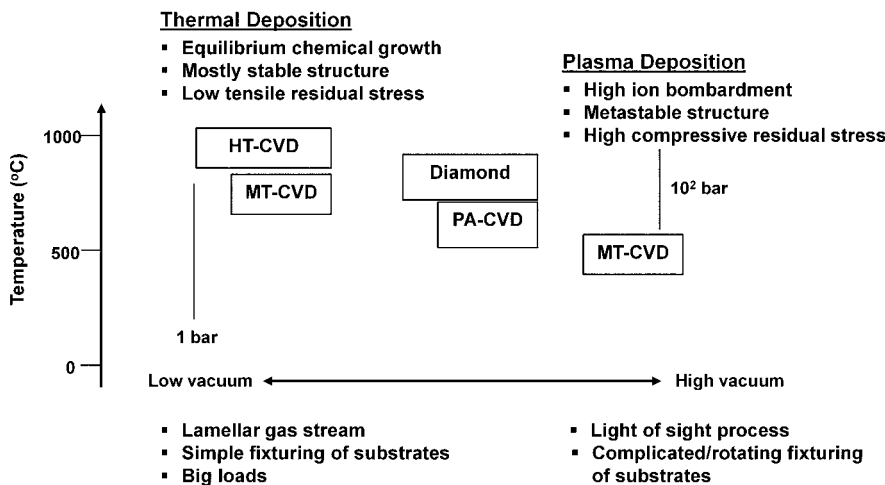 Thermal Deposition
▪ Equilibrium chemical growth
▪ Mostly stable structure
▪ Low tensile residual stress
Plasma Deposition
▪ High ion bombardment
▪ Metastable structure
▪ High compressive residual stress
Temperature (ºC)
1000
500
0
HT-CVD
MT-CVD
Diamond
PA-CVD
MT-CVD
10² bar
1 bar
Low vacuum
High vacuum
▪ Lamellar gas stream
▪ Simple fixturing of substrates
▪ Big loads
▪ Light of sight process
▪ Complicated/rotating fixturing
of substrates